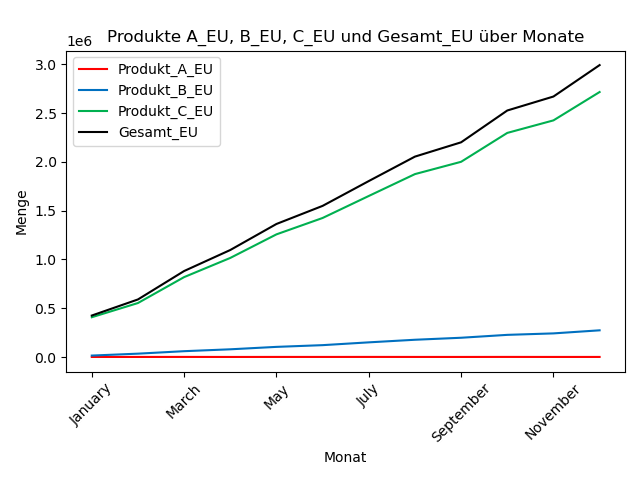 Produkte A_EU, B_EU, C_EU und Gesamt_EU über Monate
1e6
Produkt_A_EU
Produkt_B_EU
Produkt_C_EU
Gesamt_EU
3.0
2.5
2.0
1.5
1.0
0.5
0.0
Menge
January
March
May
July
September
November
Monat